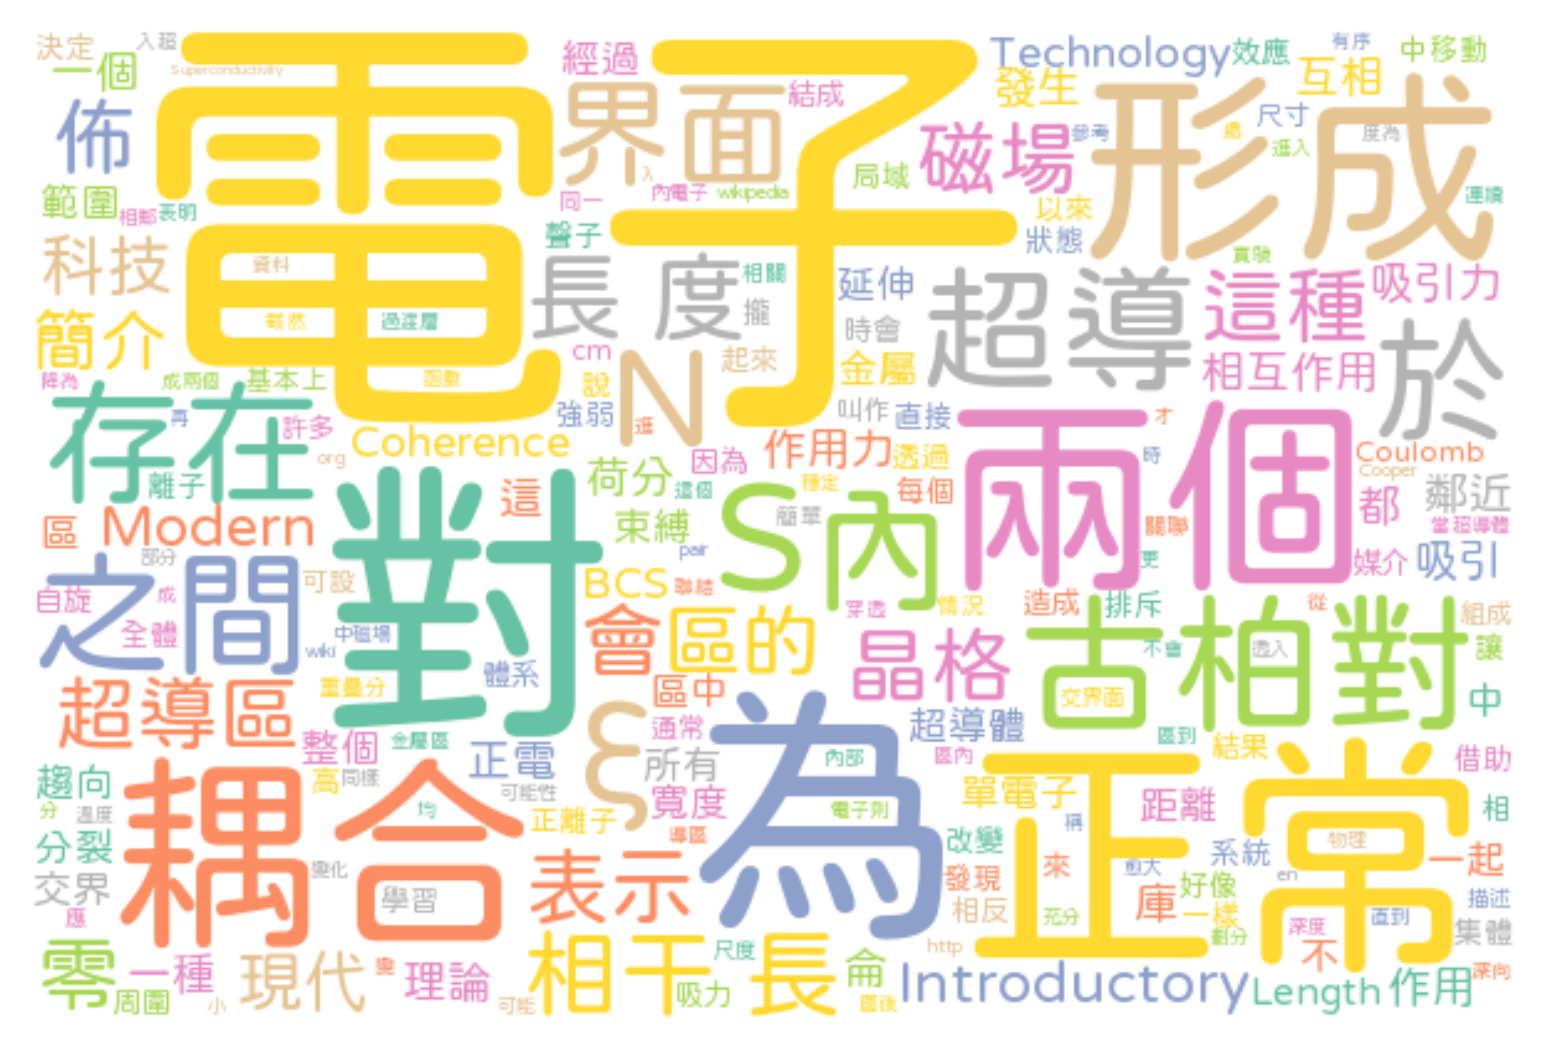 決定 入超 一個 Superconductivity 佈 經過 結成 Technology 效應 有序 中移動
電子 界面 發生 互相 形成
磁場 參考 尺寸 處 進入 度為
範圍 相鄰 表明 同一 入 內電子 wikipedia 局域 以來 狀態 連續
科技 資料 聲子 長度 相關 延伸 超導 實驗 這種 吸引力
簡介 截然 過渡層 攏 時會 於
降為 成兩個 基本上 函數 cm 說 N 起來 金屬 相互作用
存在 再 許多 Coherence 強弱 進 叫作 直接 兩個 才
離子 org 對 荷分 因為 作用力 透過 時 Coulomb Cooper
區 Modern 這 這個 穩定 每個 關聯 都 鄰近
之間 部分 束縛 簡單 S內 當超導體
自旋 成 可設 pair BCS 聯結 更 媒介 吸引
全體 wiki 中磁場 會 區的 穿透 情況 造成 排斥 從 組成
超導區 重疊分 體系 區中 晶格 古柏對 不會 透入 讓
交界面 中
整個 金屬區 正電 ξ 通常 為 超導體 區到 結果
趨向 高 同樣 可能性 所有 內部 區內 正常 借助
分 溫度 耦合 均 正離子 寬度 電子則 單電子 距離 相
分裂 變化 導區 改變 稱 系統 物理 一起
交界 學習 表示 發現 來 愈大 好像 en 描述
應 相反 充分 庫 一樣 劃分 深度 直到 集體
零 一種 現代 變 理論 相干長 尺度 侖 http 不 深向
周圍 小 可能 吸力 區後 Introductory Length 作用